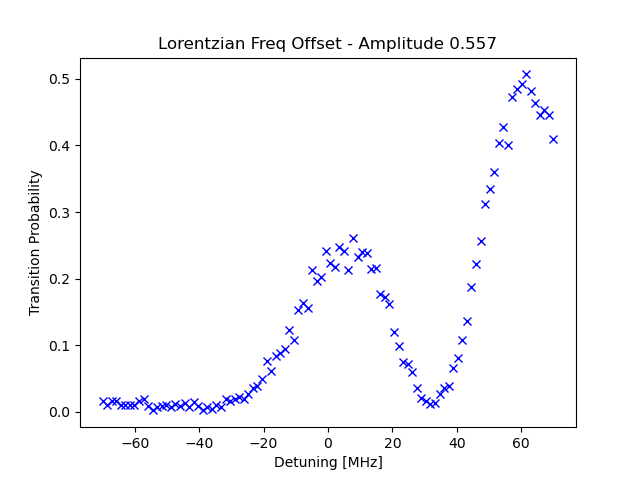 Lorentzian Freq Offset - Amplitude 0.557
0.5
0.4
0.3
0.2
0.1
0.0
Transition Probability
−60 −40 −20 0 20 40 60
Detuning [MHz]